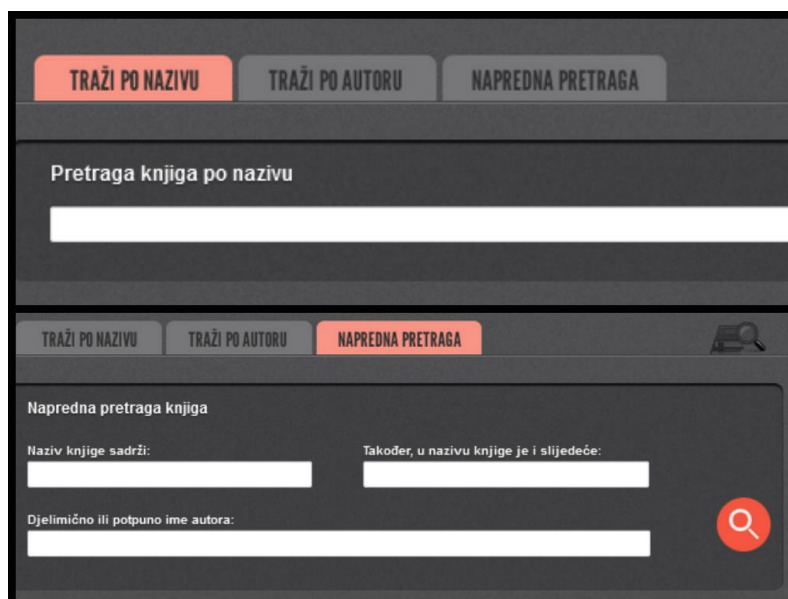 TRAŽI PO NAZIVU TRAŽI PO AUTORU NAPREDNA PRETRAGA
Pretraga knjiga po nazivu
TRAŽI PO NAZIVU TRAŽI PO AUTORU NAPREDNA PRETRAGA
Napredna pretraga knjiga
Naziv knjige sadrži: Također, u nazivu knjige je i slijedeće:
Djelimično ili potpuno ime autora: